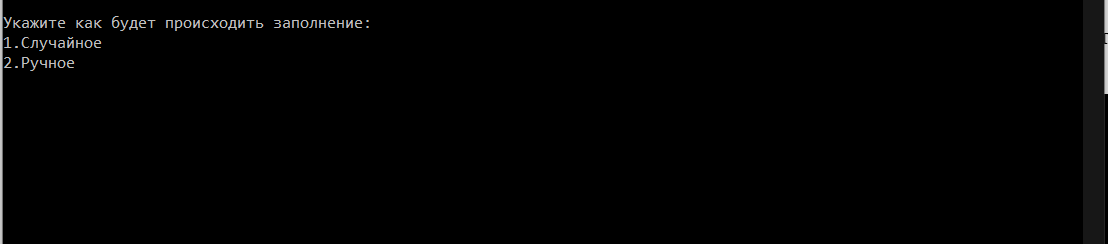 Укажите как будет происходить заполнение:
1.Случайное
2.Ручное